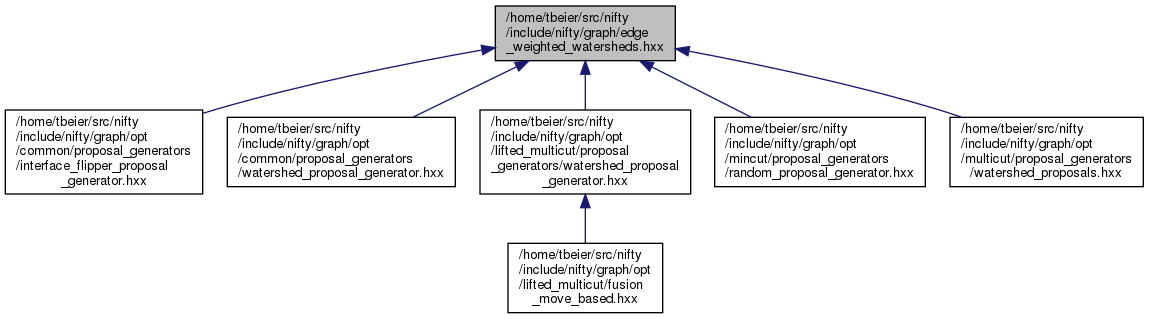 /home/tbeier/src/nifty
/include/nifty/graph/edge
_weighted_watersheds.hxx
/home/tbeier/src/nifty
/include/nifty/graph/opt
/common/proposal_generators
/interface_flipper_proposal
_generator.hxx
/home/tbeier/src/nifty
/include/nifty/graph/opt
/common/proposal_generators
/watershed_proposal_generator.hxx
/home/tbeier/src/nifty
/include/nifty/graph/opt
/lifted_multicut/proposal
_generators/watershed_proposal
_generator.hxx
/home/tbeier/src/nifty
/include/nifty/graph/opt
/mincut/proposal_generators
/random_proposal_generator.hxx
/home/tbeier/src/nifty
/include/nifty/graph/opt
/multicut/proposal_generators
/watershed_proposals.hxx
/home/tbeier/src/nifty
/include/nifty/graph/opt
/lifted_multicut/fusion
_move_based.hxx